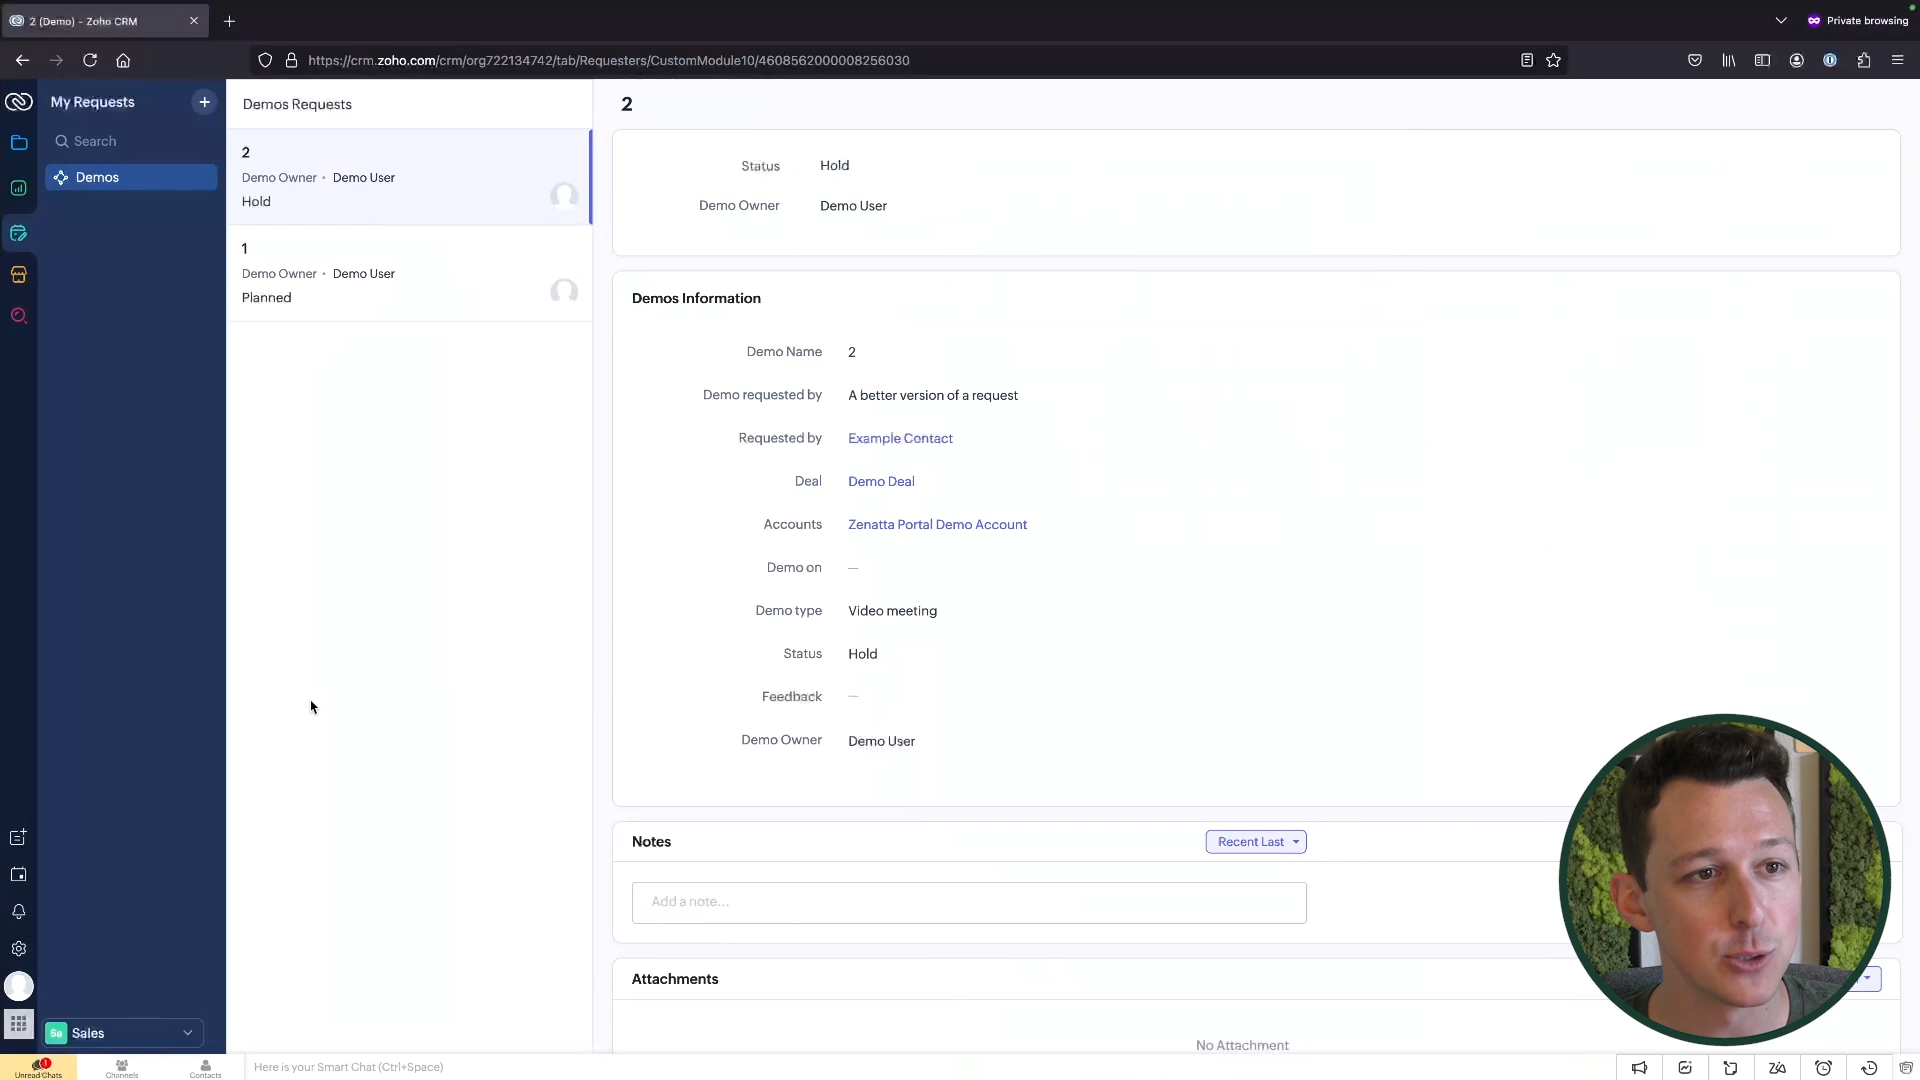 2 (Demo) - Zoho CRM
Private browsing
https://crm.zoho.com/crm/org722134742/tab/Requesters/CustomModule10/4608562000008256030
My Requests
Search
Demos
Demos Requests
2
Demo Owner • Demo User
Hold
1
Demo Owner • Demo User
Planned
2
Status Hold
Demo Owner Demo User
Demos Information
Demo Name 2
Demo requested by A better version of a request
Requested by Example Contact
Deal Demo Deal
Accounts Zenatta Portal Demo Account
Demo on —
Demo type Video meeting
Status Hold
Feedback —
Demo Owner Demo User
Notes
Recent Last
Add a note...
Attachments
No Attachment
Sa Sales
Unread Chats
Channels
Contacts
Here is your Smart Chat (Ctrl+Space)